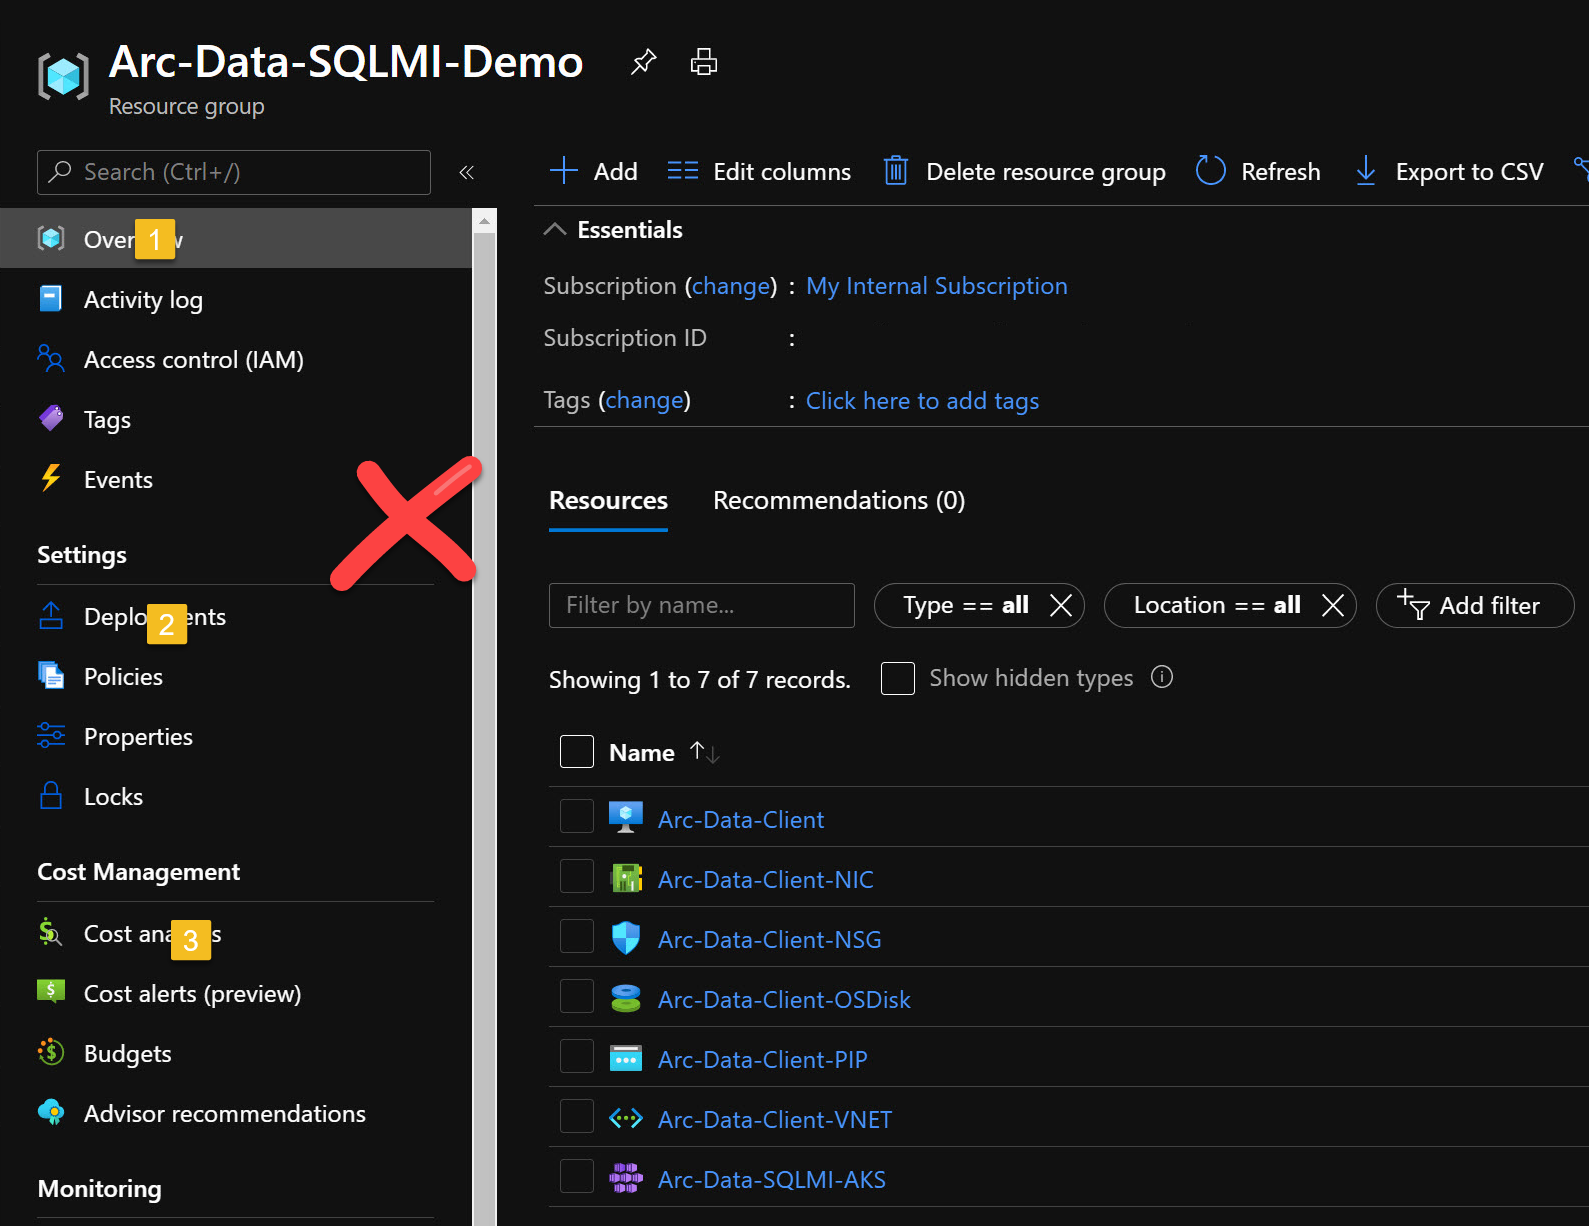 Arc-Data-SQLMI-Demo
Resource group
Search (Ctrl+/)
«
Add
Edit columns
Delete resource group
Refresh
Export to CSV
Over 1 w
Activity log
Access control (IAM)
Tags
Events
Settings
Deplo 2 ents
Policies
Properties
Locks
Cost Management
Cost ana 3 s
Cost alerts (preview)
Budgets
Advisor recommendations
Monitoring
Essentials
Subscription (change) : My Internal Subscription
Subscription ID :
Tags (change) : Click here to add tags
Resources Recommendations (0)
Filter by name...
Type == all
Location == all
Add filter
Showing 1 to 7 of 7 records.
Show hidden types
Name ↑↓
Arc-Data-Client
Arc-Data-Client-NIC
Arc-Data-Client-NSG
Arc-Data-Client-OSDisk
Arc-Data-Client-PIP
Arc-Data-Client-VNET
Arc-Data-SQLMI-AKS